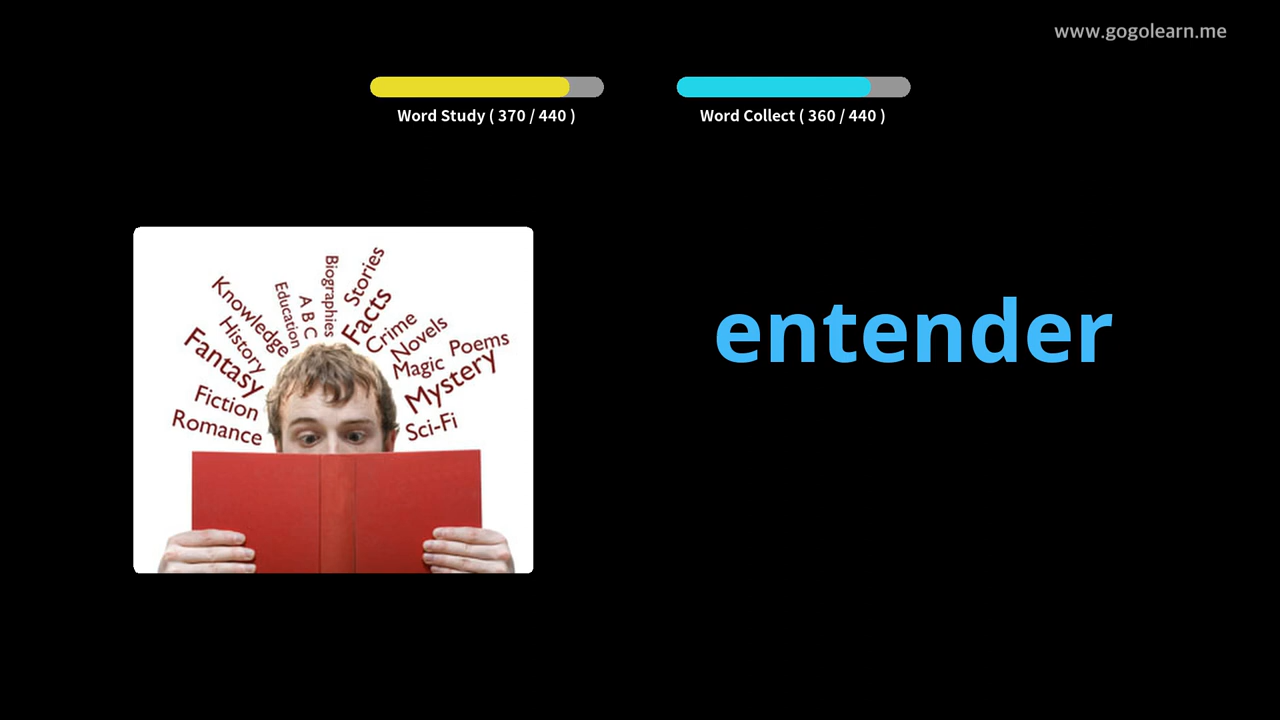 www.gogolearn.me
Word Study ( 370 / 440 )
Word Collect ( 360 / 440 )
entender
Stories
Biographies
Facts
A B C
Education
Knowledge
Crime
Novels
History
Poems
Magic
Fantasy
Mystery
Fiction
Sci-Fi
Romance